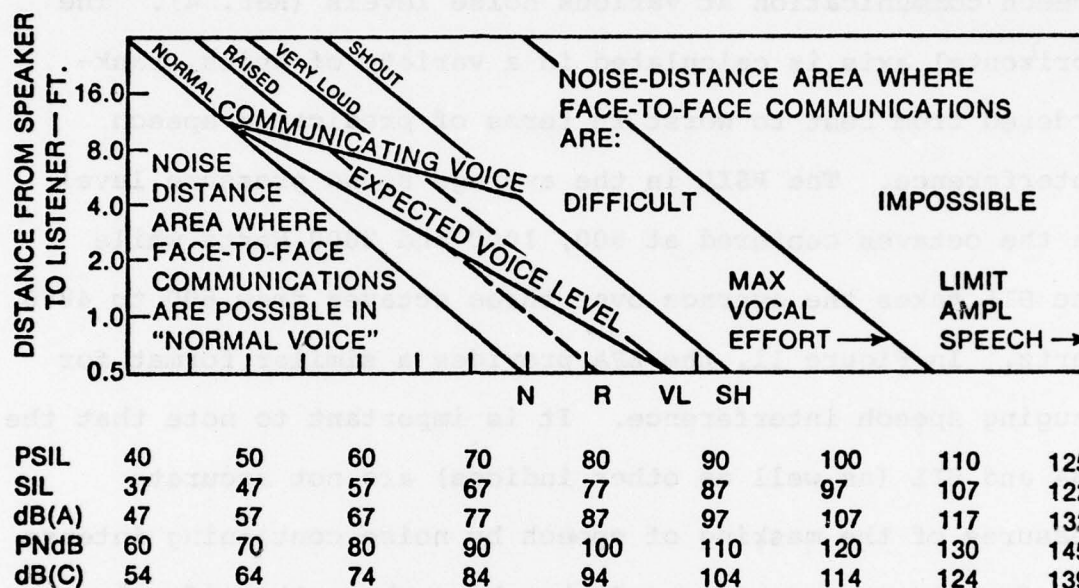 DISTANCE FROM SPEAKER
TO LISTENER—FT.
16.0
8.0
4.0
2.0
1.0
0.5
NORMAL
RAISED
VERY LOUD
SHOUT
COMMUNICATING VOICE
EXPECTED VOICE LEVEL
NOISE
DISTANCE
AREA WHERE
FACE-TO-FACE
COMMUNICATIONS
ARE POSSIBLE IN
"NORMAL VOICE"
NOISE-DISTANCE AREA WHERE
FACE-TO-FACE COMMUNICATIONS
ARE:
DIFFICULT IMPOSSIBLE
MAX
VOCAL
EFFORT
LIMIT
AMPL
SPEECH
N R VL SH
PSIL 40 50 60 70 80 90 100 110 125
SIL 37 47 57 67 77 87 97 107 122
dB(A) 47 57 67 77 87 97 107 117
PNdB 60 70 80 90 100 110 120 130 145
dB(C) 54 64 74 84 94 104 114 124